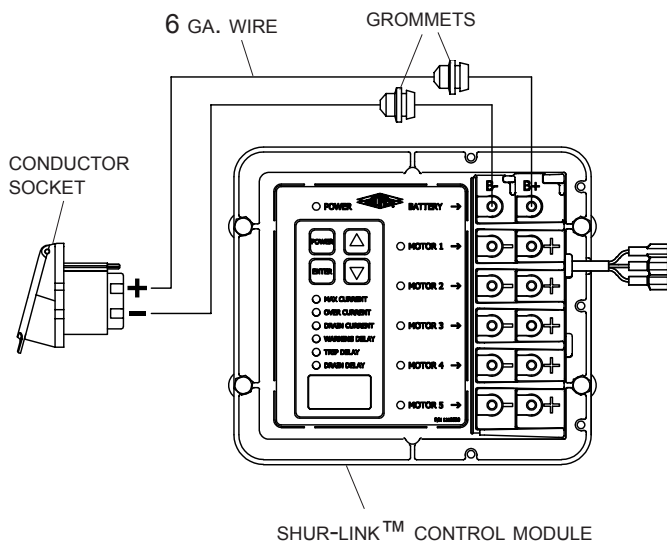 6 GA. WIRE
GROMMETS
CONDUCTOR
SOCKET
+
−
B- B+
POWER
BATTERY →
POWER
ENTER
MOTOR 1 →
MOTOR 2 →
MOTOR 3 →
MOTOR 4 →
MOTOR 5 →
MAX CURRENT
OVER CURRENT
DRAIN CURRENT
WARNING DELAY
TRIP DELAY
DRAIN DELAY
SHUR-LINK™ CONTROL MODULE